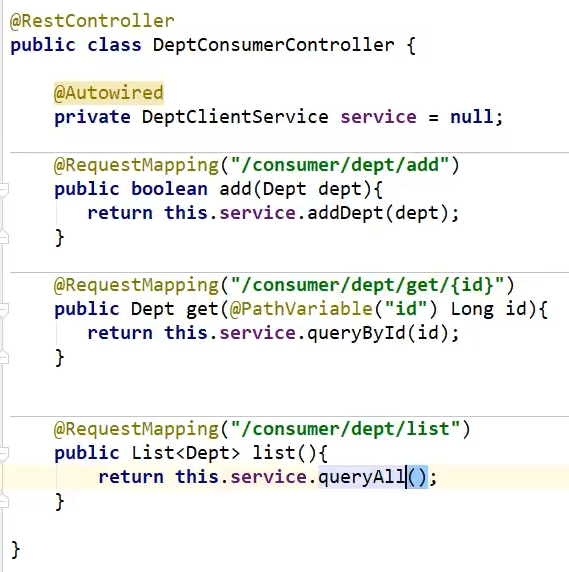 @RestController
public class DeptConsumerController {
@Autowired
private DeptClientService service = null;
@RequestMapping("/consumer/dept/add")
public boolean add(Dept dept){
return this.service.addDept(dept);
}
@RequestMapping("/consumer/dept/get/{id}")
public Dept get(@PathVariable("id") Long id){
return this.service.queryById(id);
}
@RequestMapping("/consumer/dept/list")
public List<Dept> list(){
return this.service.queryAll();
}
}